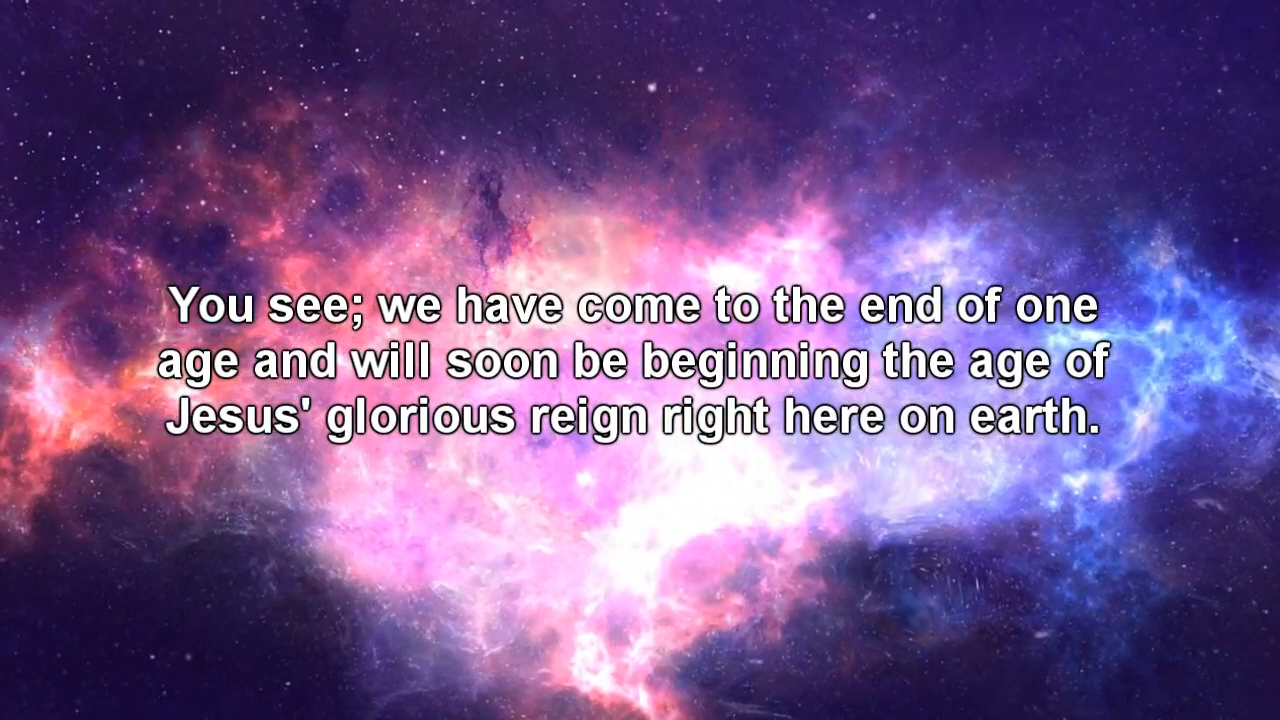 You see; we have come to the end of one
age and will soon be beginning the age of
Jesus' glorious reign right here on earth.